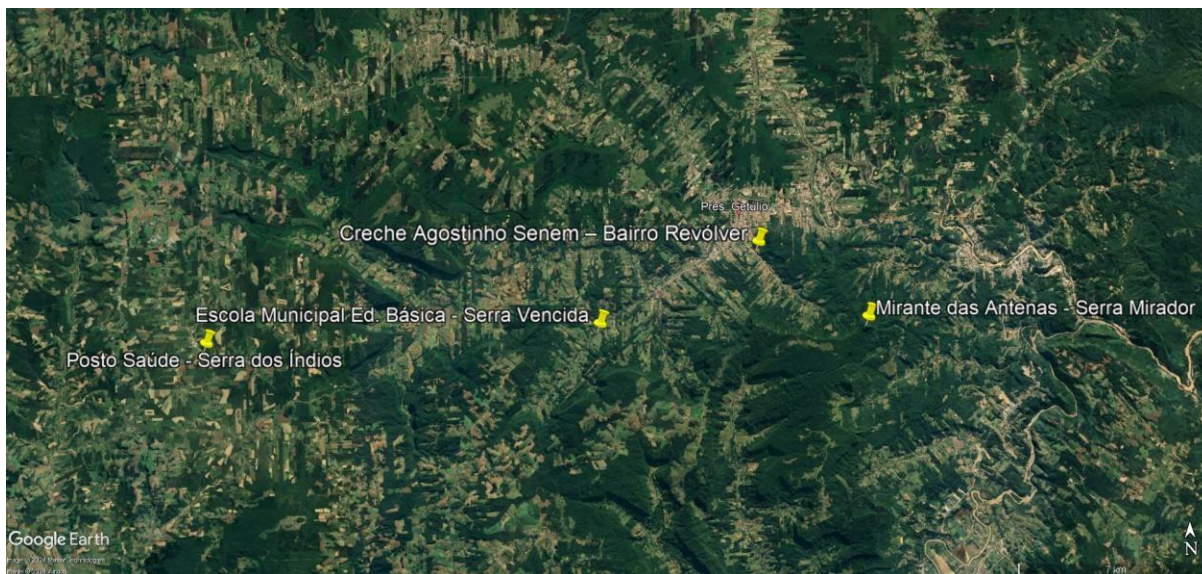 Pres. Getúlio
Creche Agostinho Senem – Bairro Revólver
Mirante das Antenas - Serra Mirador
Escola Municipal Ed. Básica - Serra Vencida
Posto Saúde - Serra dos Índios
Google Earth
N
7 km